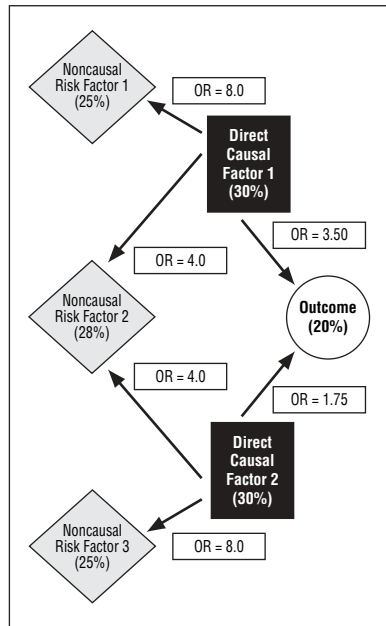 Noncausal
Risk Factor 1
(25%)
OR = 8.0
Direct
Causal
Factor 1
(30%)
OR = 3.50
OR = 4.0
Noncausal
Risk Factor 2
(28%)
Outcome
(20%)
OR = 4.0
OR = 1.75
Direct
Causal
Factor 2
(30%)
Noncausal
Risk Factor 3
(25%)
OR = 8.0